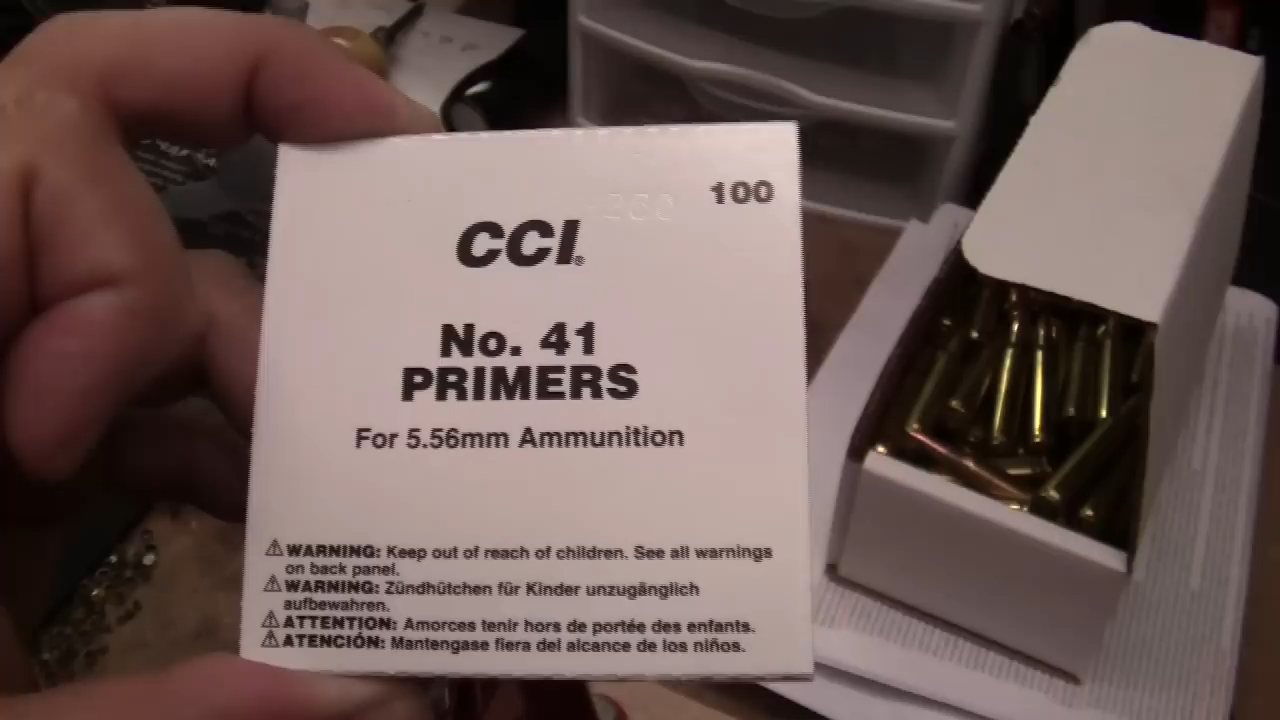 100
CCI®
No. 41
PRIMERS
For 5.56mm Ammunition
⚠WARNING: Keep out of reach of children. See all warnings
on back panel.
⚠WARNING: Zündhütchen für Kinder unzugänglich
aufbewahren.
⚠ATTENTION: Amorces tenir hors de portée des enfants.
⚠ATENCIÓN: Mantengase fiera del alcance de los niños.